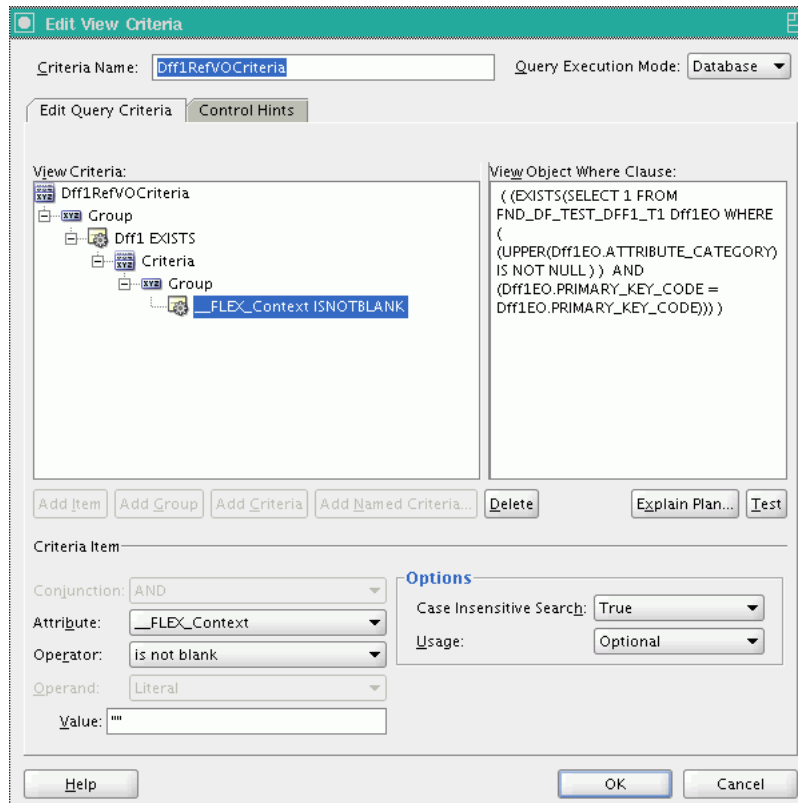 Edit View Criteria
Criteria Name: Dff1RefVOCriteria
Query Execution Mode: Database
Edit Query Criteria
Control Hints
View Criteria:
Dff1RefVOCriteria
Group
Dff1 EXISTS
Criteria
Group
__FLEX_Context ISNOTBLANK
View Object Where Clause:
( (EXISTS(SELECT 1 FROM
FND_DF_TEST_DFF1_T1 Dff1EO WHERE
(
(UPPER(Dff1EO.ATTRIBUTE_CATEGORY)
IS NOT NULL ) )  AND
(Dff1EO.PRIMARY_KEY_CODE =
Dff1EO.PRIMARY_KEY_CODE))) )
Add Item
Add Group
Add Criteria
Add Named Criteria...
Delete
Explain Plan...
Test
Criteria Item
Conjunction: AND
Attribute: __FLEX_Context
Operator: is not blank
Operand: Literal
Value: ""
Options
Case Insensitive Search: True
Usage: Optional
Help
OK
Cancel